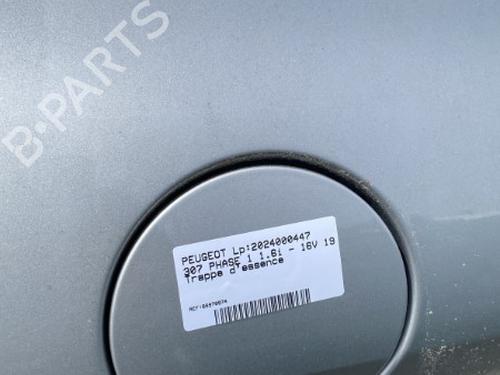 B-PARTS
PEUGEOT Lp:2024000447
307 PHASE 1 1.6i - 16V 19
Trappe d'essence